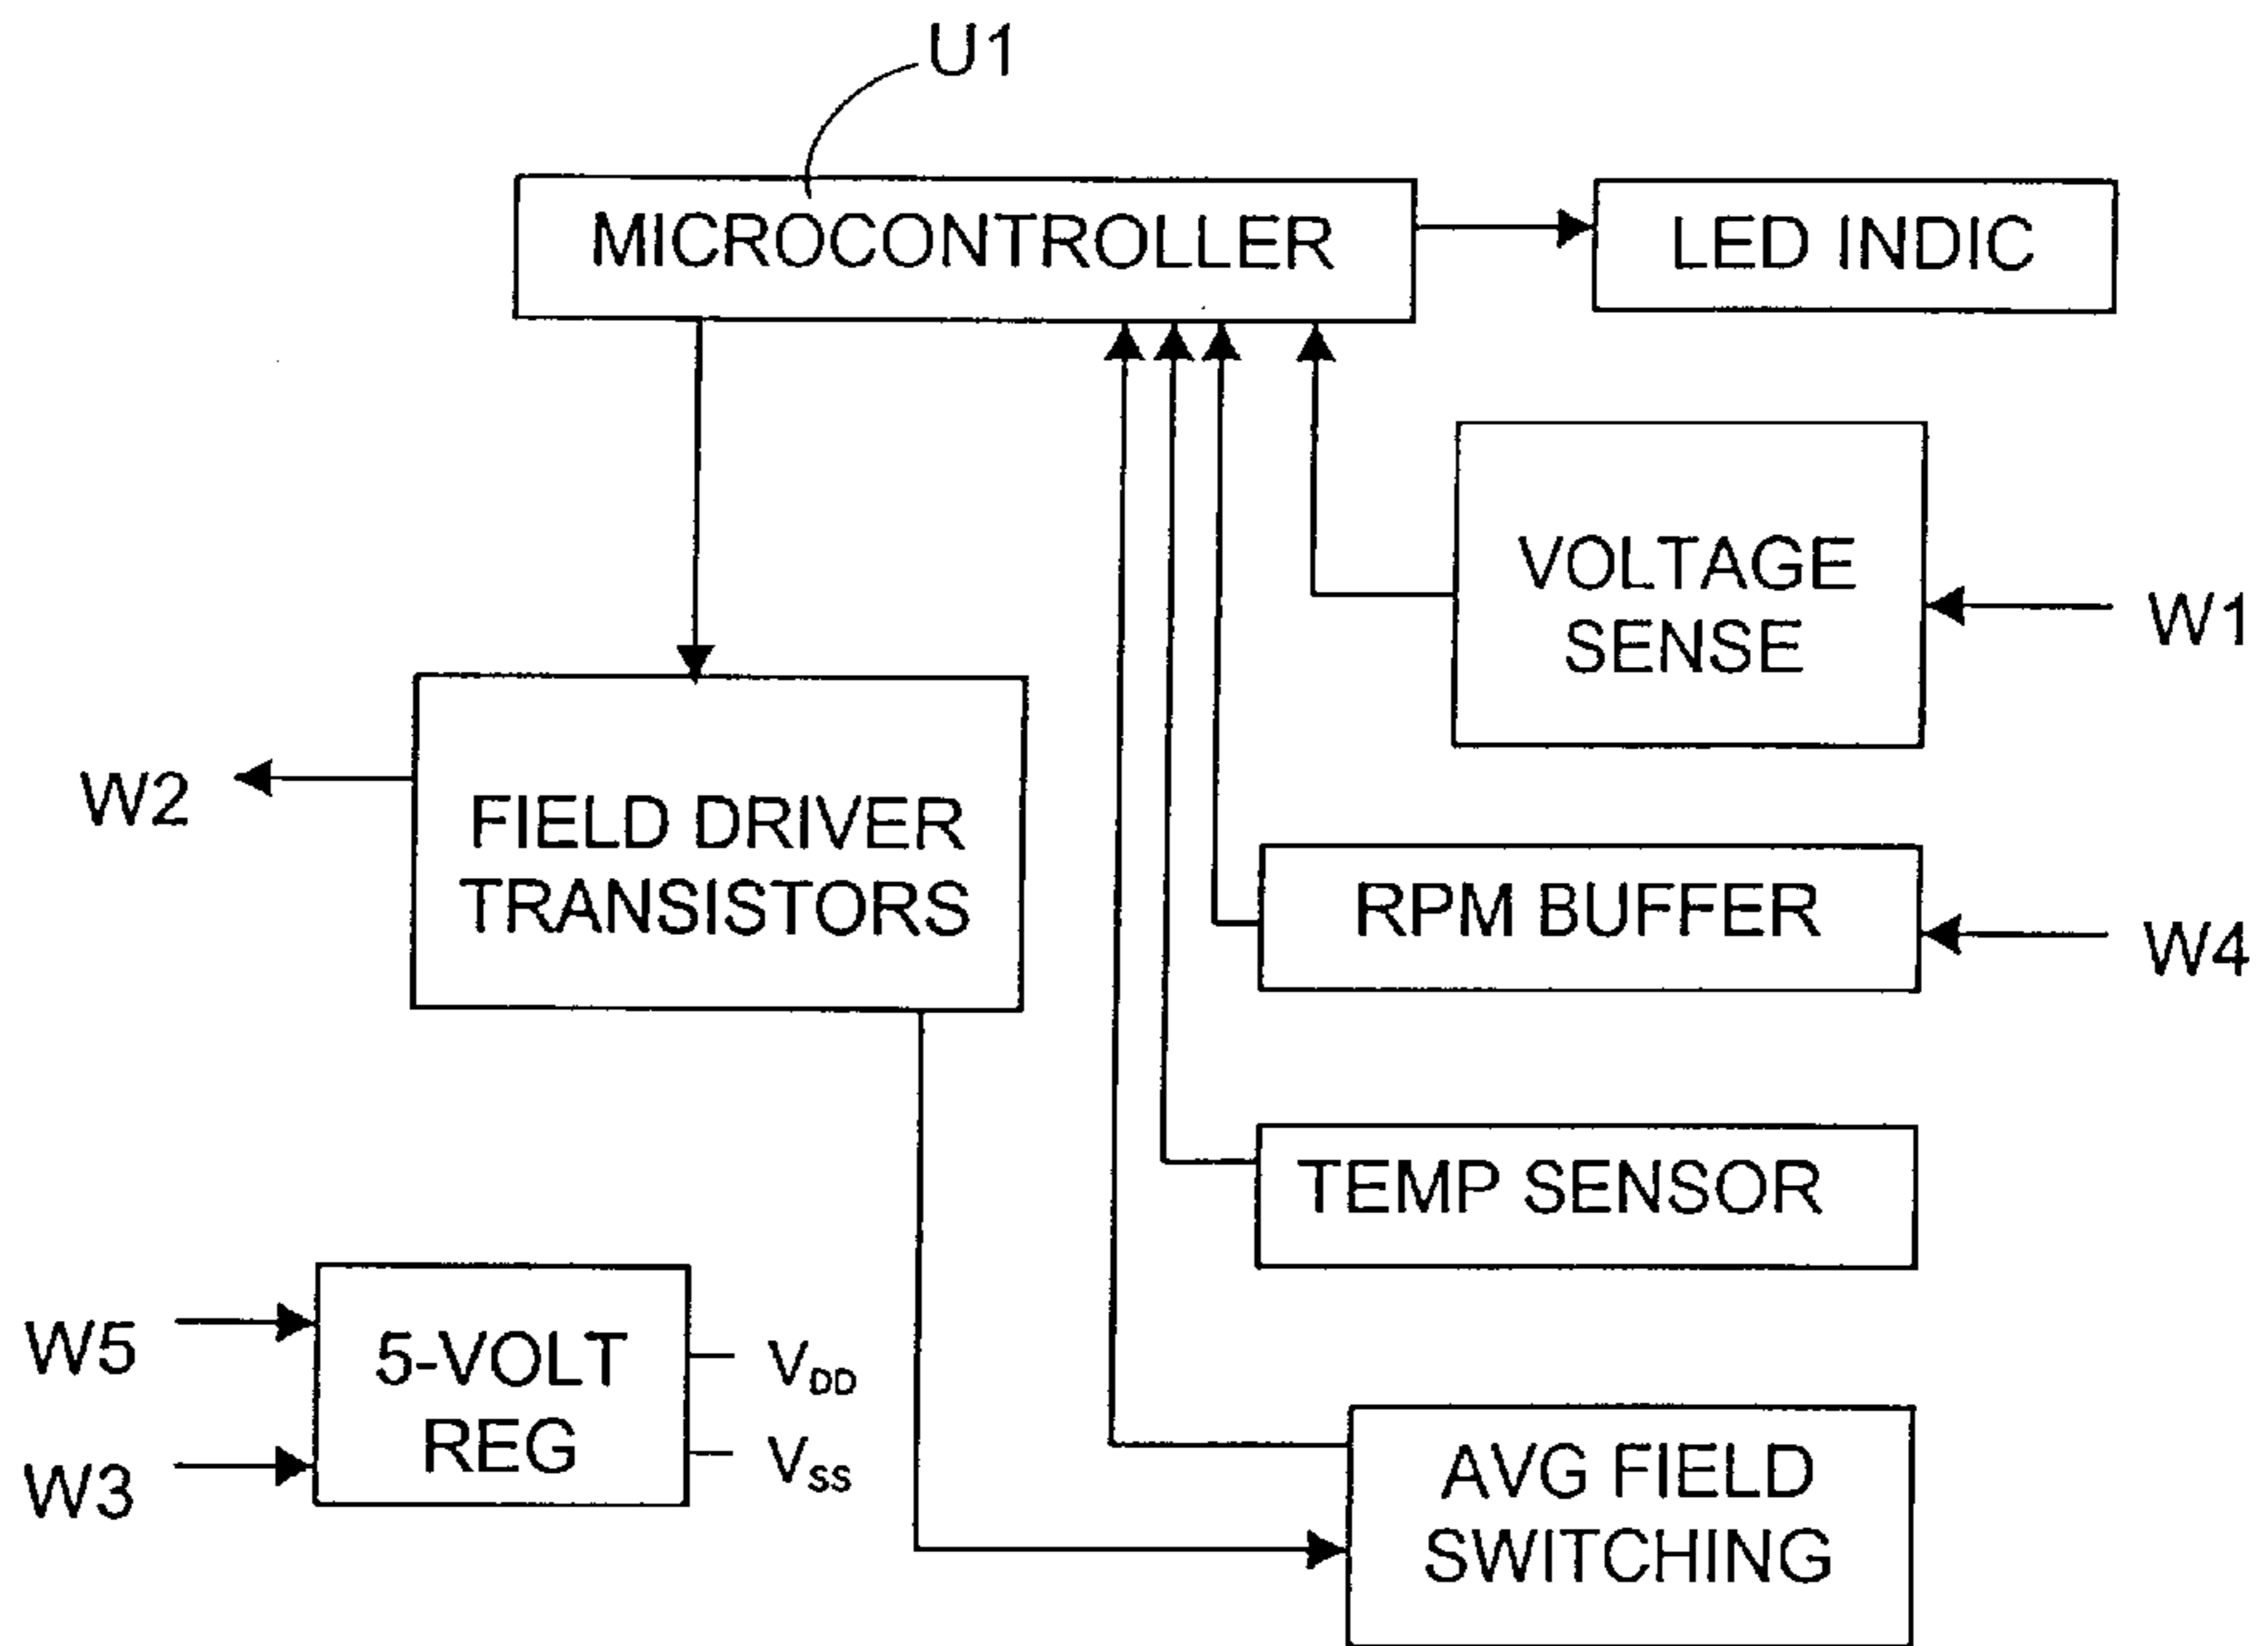 U1
MICROCONTROLLER
LED INDIC
VOLTAGE
SENSE
W1
W2
FIELD DRIVER
TRANSISTORS
RPM BUFFER
W4
TEMP SENSOR
W5
5-VOLT
REG
VDD
W3
VSS
AVG FIELD
SWITCHING